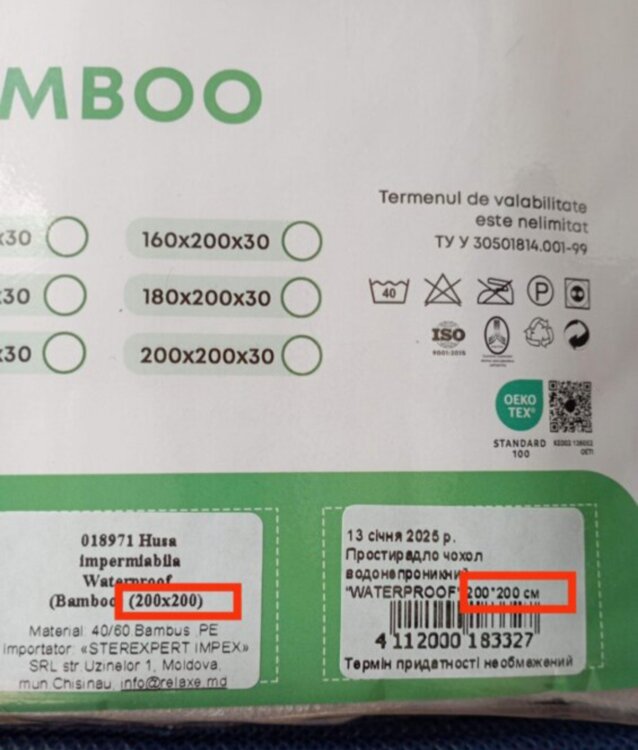 MBOO
x30
160x200x30
x30
180x200x30
x30
200x200x30
Termenul de valabilitate
este nelimitat
ТУ У 30501814.001-99
40
P
ISO
9001:2015
OEKO
TEX®
STANDARD
100
OETI
018971 Husa
impermiabila
Waterproof
(Bamboo (200x200)
Material: 40/60 Bambus ,PE
Importator: «STEREXPERT IMPEX»
SRL str.Uzinelor 1, Moldova,
mun.Chisinau, info@relaxe.md
13 січня 2025 р.
Простирадло чохол
водонепроникний
"WATERPROOF" 200*200 см
4 112000 183327
Термін придатності необмежений